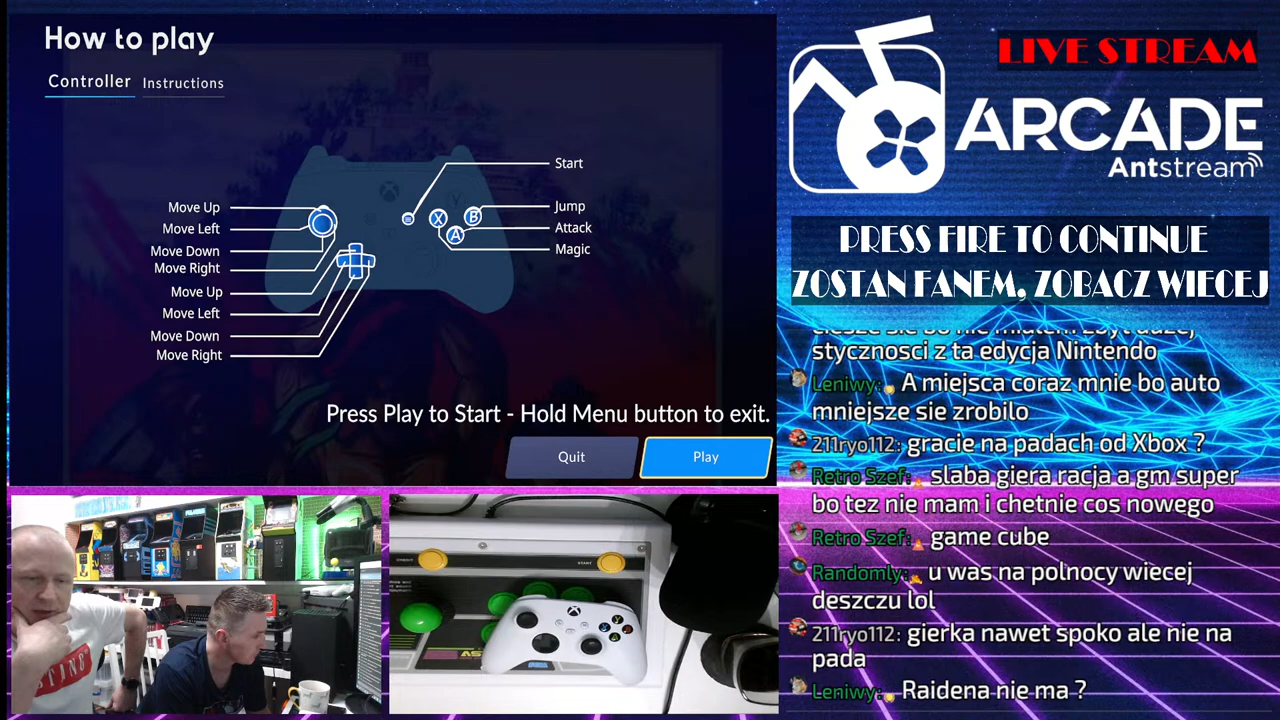 How to play
Controller Instructions
Start
Move Up
Move Left
Move Down
Move Right
Move Up
Move Left
Move Down
Move Right
Jump
Attack
Magic
X
B
A
Press Play to Start - Hold Menu button to exit.
Quit
Play
LIVE STREAM
ARCADE
Antstream
PRESS FIRE TO CONTINUE
ZOSTAN FANEM, ZOBACZ WIECEJ
stycznosci z ta edycja Nintendo
Leniwy: A miejsca coraz mnie bo auto
mniejsze sie zrobilo
211ryo112: gracie na padach od Xbox ?
Retro Szef: slaba giera racja a gm super
bo tez nie mam i chetnie cos nowego
Retro Szef: game cube
Randomly: u was na polnocy wiecej
deszczu lol
211ryo112: gierka nawet spoko ale nie na
pada
Leniwy: Raidena nie ma ?